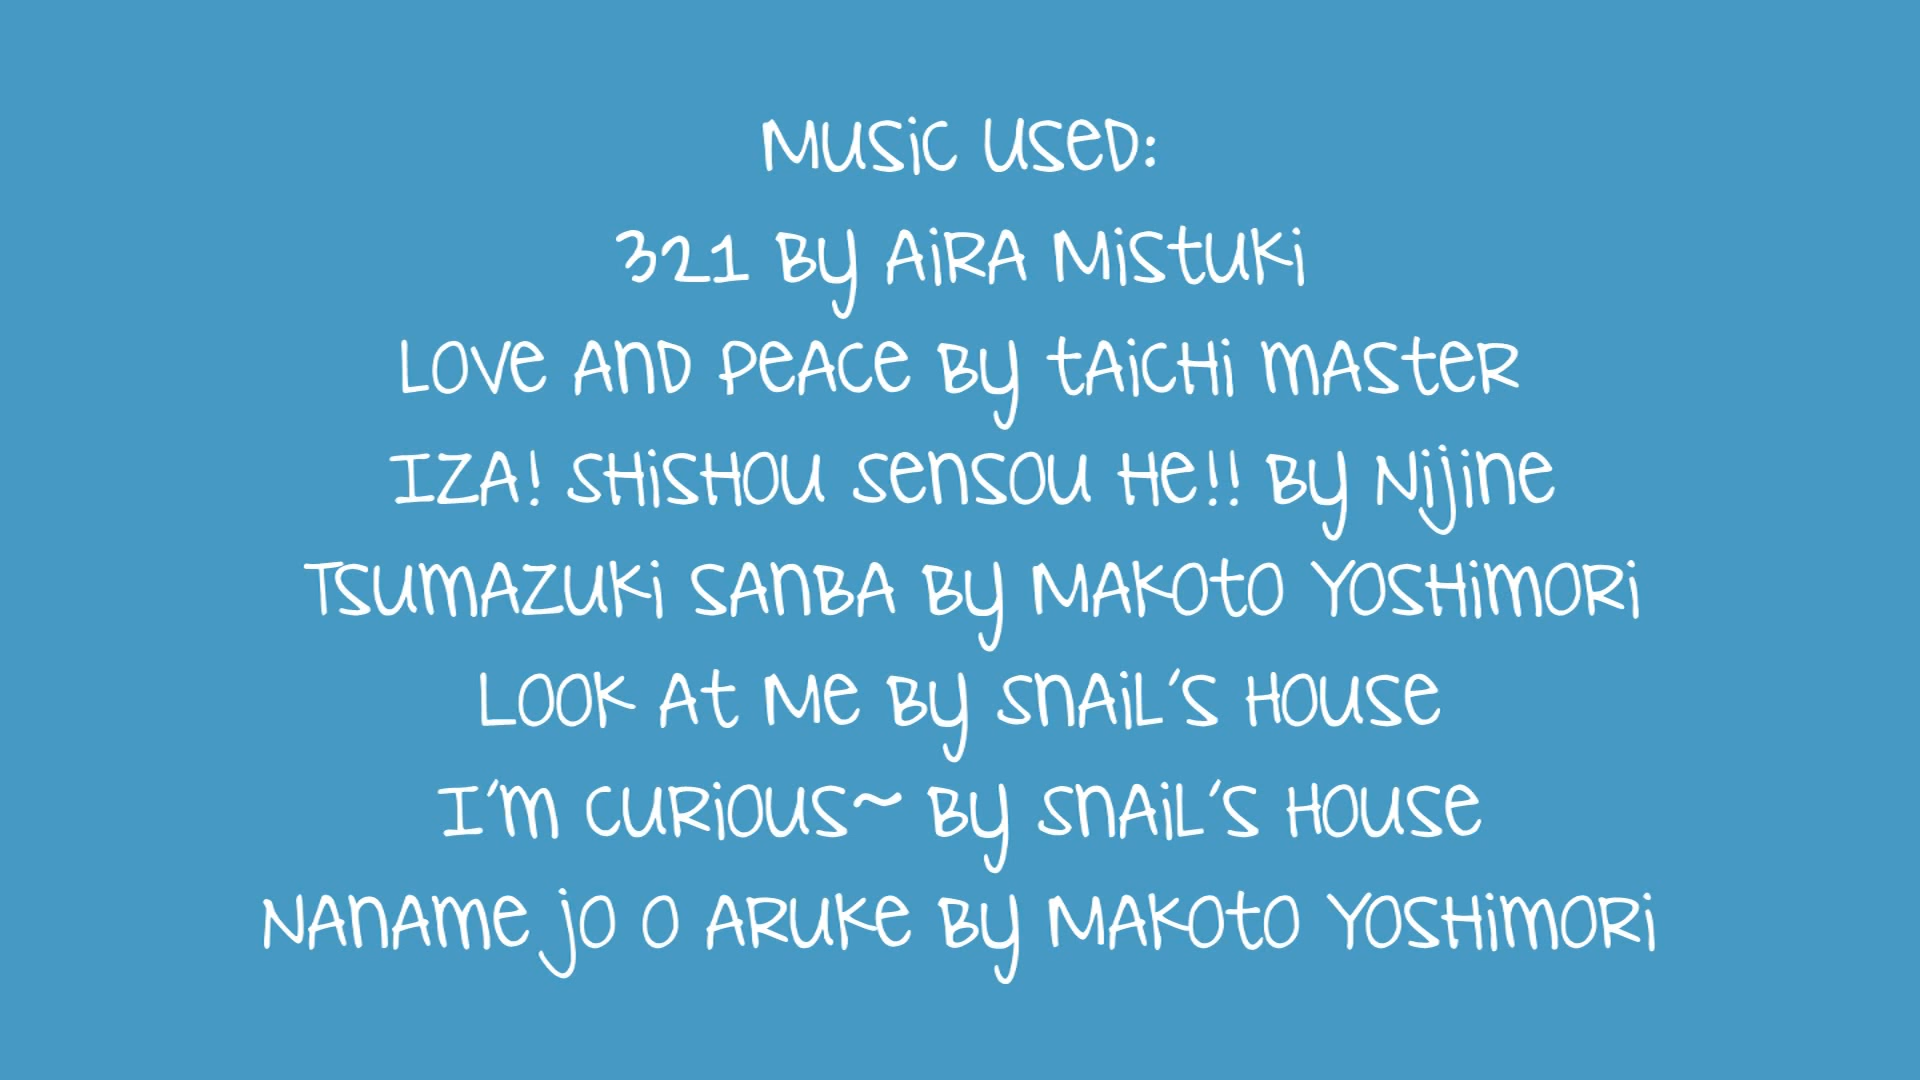 Music Used:
321 by Aira Mistuki
Love and Peace by Taichi Master
Iza! Shishou Sensou He!! by Nijine
Tsumazuki Sanba by Makoto Yoshimori
Look At Me by Snail's House
I'm Curious~ by Snail's House
Naname jo o Aruke by Makoto Yoshimori